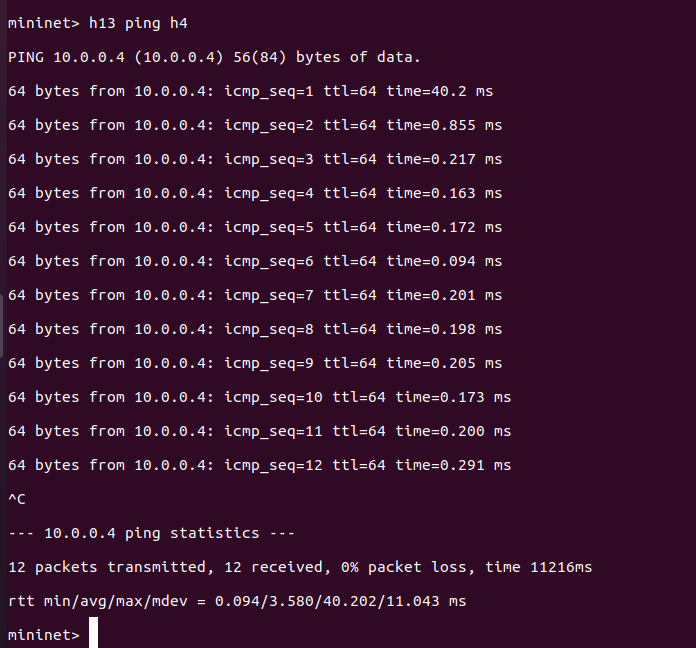 mininet> h13 ping h4
PING 10.0.0.4 (10.0.0.4) 56(84) bytes of data.
64 bytes from 10.0.0.4: icmp_seq=1 ttl=64 time=40.2 ms
64 bytes from 10.0.0.4: icmp_seq=2 ttl=64 time=0.855 ms
64 bytes from 10.0.0.4: icmp_seq=3 ttl=64 time=0.217 ms
64 bytes from 10.0.0.4: icmp_seq=4 ttl=64 time=0.163 ms
64 bytes from 10.0.0.4: icmp_seq=5 ttl=64 time=0.172 ms
64 bytes from 10.0.0.4: icmp_seq=6 ttl=64 time=0.094 ms
64 bytes from 10.0.0.4: icmp_seq=7 ttl=64 time=0.201 ms
64 bytes from 10.0.0.4: icmp_seq=8 ttl=64 time=0.198 ms
64 bytes from 10.0.0.4: icmp_seq=9 ttl=64 time=0.205 ms
64 bytes from 10.0.0.4: icmp_seq=10 ttl=64 time=0.173 ms
64 bytes from 10.0.0.4: icmp_seq=11 ttl=64 time=0.200 ms
64 bytes from 10.0.0.4: icmp_seq=12 ttl=64 time=0.291 ms
^C
--- 10.0.0.4 ping statistics ---
12 packets transmitted, 12 received, 0% packet loss, time 11216ms
rtt min/avg/max/mdev = 0.094/3.580/40.202/11.043 ms
mininet>